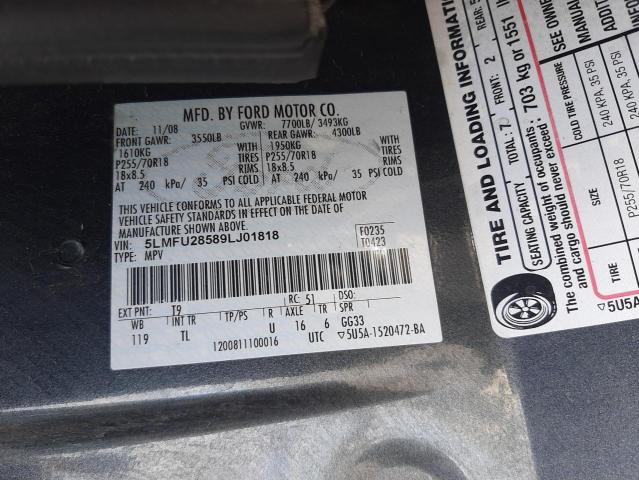 MFD. BY FORD MOTOR CO.
DATE: 11/08 GVWR: 7700LB/ 3493KG
FRONT GAWR: 3550LB REAR GAWR: 4300LB
1610KG 1950KG
P255/70R18 TIRES P255/70R18 TIRES
18x8.5 RIMS 18x8.5 RIMS
AT 240 kPa/ 35 PSI COLD AT 240 kPa/ 35 PSI COLD
THIS VEHICLE CONFORMS TO ALL APPLICABLE FEDERAL MOTOR
VEHICLE SAFETY STANDARDS IN EFFECT ON THE DATE OF
MANUFACTURE SHOWN ABOVE.
VIN: 5LMFU28589LJ01818 F0235
TYPE: MPV T0423
EXT PNT: T9 RC: 51 DSO:
WB INT TR TP/PS R AXLE TR SPR
119 TL U 16 6 GG33
1200811100016 UTC 5U5A-1520472-BA
TIRE AND LOADING INFORMATI
SEATING CAPACITY TOTAL: 7 FRONT: 2 REAR: 5
The combined weight of occupants
and cargo should never exceed : 703 kg or 1551
COLD TIRE PRESSURE
240 KPA, 35 PSI
240 KPA, 35 PSI
P255/70R18
SEE OWNE
MANUAL
ADDITI
5U5A